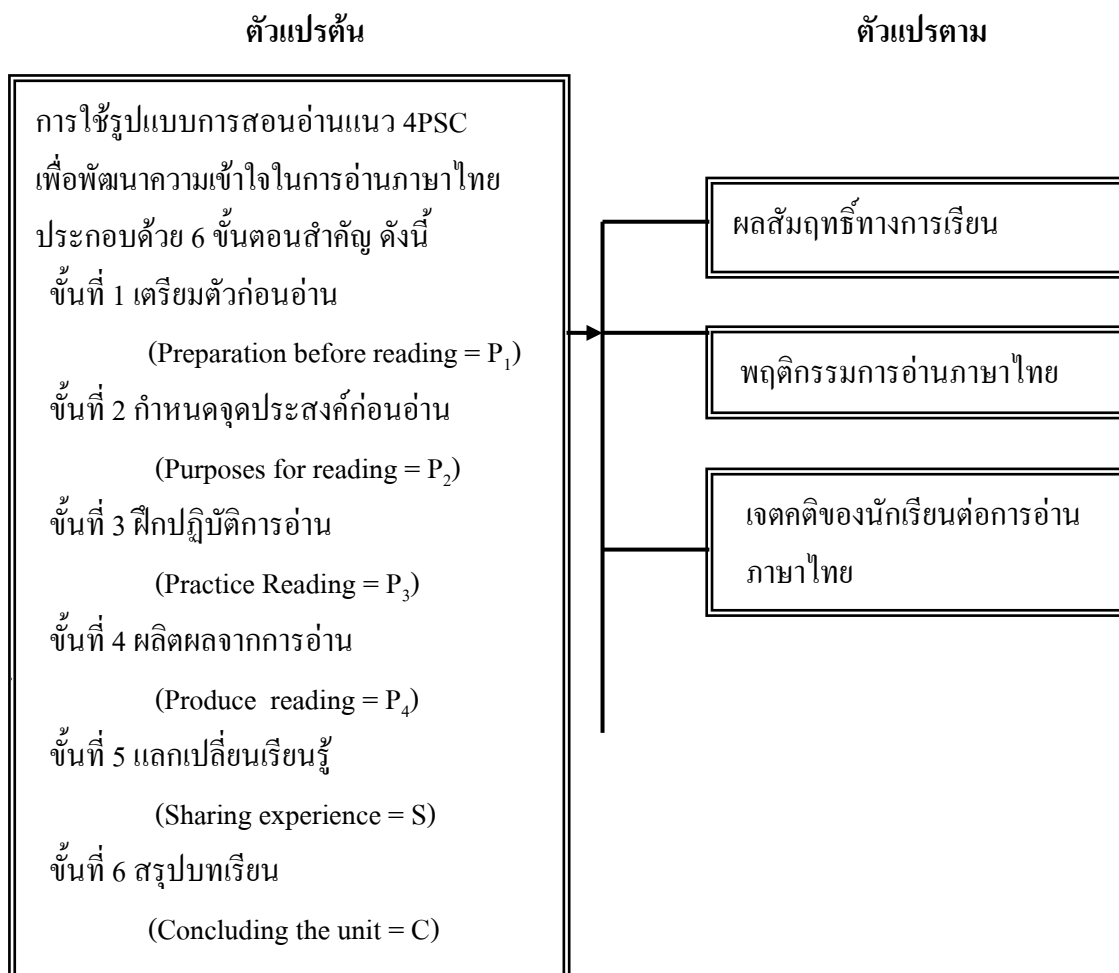 ตัวแปรต้น
ตัวแปรตาม
การใช้รูปแบบการสอนอ่านแนว 4PSC
เพื่อพัฒนาความเข้าใจในการอ่านภาษาไทย
ประกอบด้วย 6 ขั้นตอนสำคัญ ดังนี้
ขั้นที่ 1 เตรียมตัวก่อนอ่าน
(Preparation before reading = P₁)
ขั้นที่ 2 กำหนดจุดประสงค์ก่อนอ่าน
(Purposes for reading = P₂)
ขั้นที่ 3 ฝึกปฏิบัติการอ่าน
(Practice Reading = P₃)
ขั้นที่ 4 ผลิตผลจากการอ่าน
(Produce reading = P₄)
ขั้นที่ 5 แลกเปลี่ยนเรียนรู้
(Sharing experience = S)
ขั้นที่ 6 สรุปบทเรียน
(Concluding the unit = C)
ผลสัมฤทธิ์ทางการเรียน
พฤติกรรมการอ่านภาษาไทย
เจตคติของนักเรียนต่อการอ่าน
ภาษาไทย